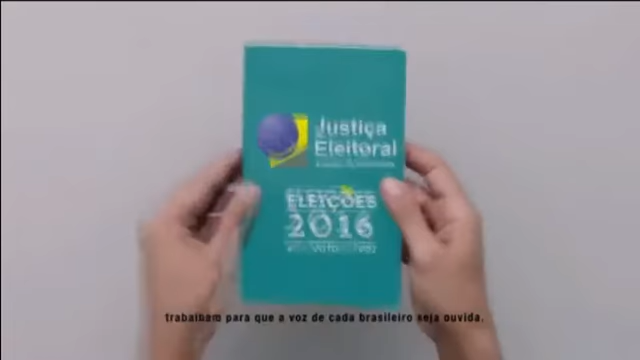 Justiça
Eleitoral
ELEIÇÕES
2016
trabalham para que a voz de cada brasileiro seja ouvida.